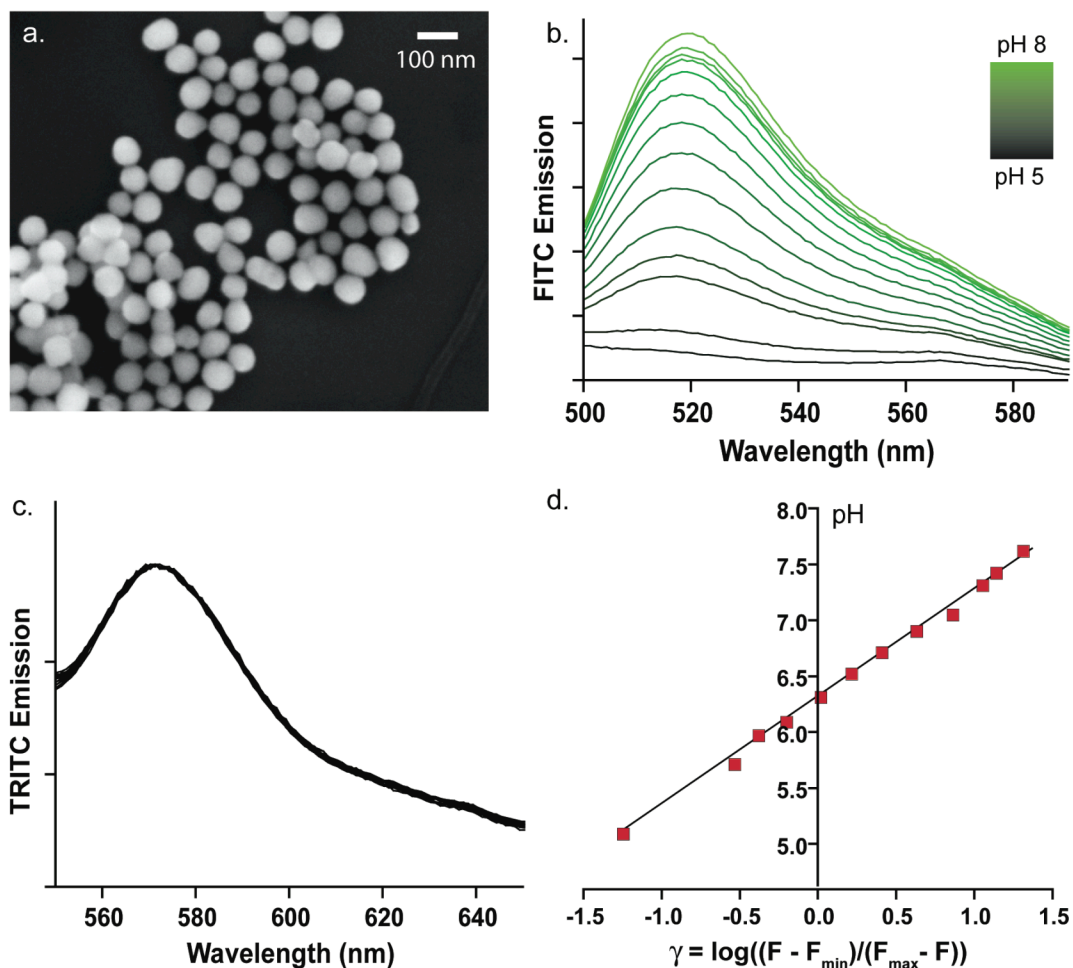 a.
100 nm
b.
pH 8
pH 5
FITC Emission
500 520 540 560 580
Wavelength (nm)
c.
TRITC Emission
560 580 600 620 640
Wavelength (nm)
d.
pH
8.0
7.5
7.0
6.5
6.0
5.5
5.0
-1.5 -1.0 -0.5 0.0 0.5 1.0 1.5
γ = log((F - Fmin)/(Fmax - F))